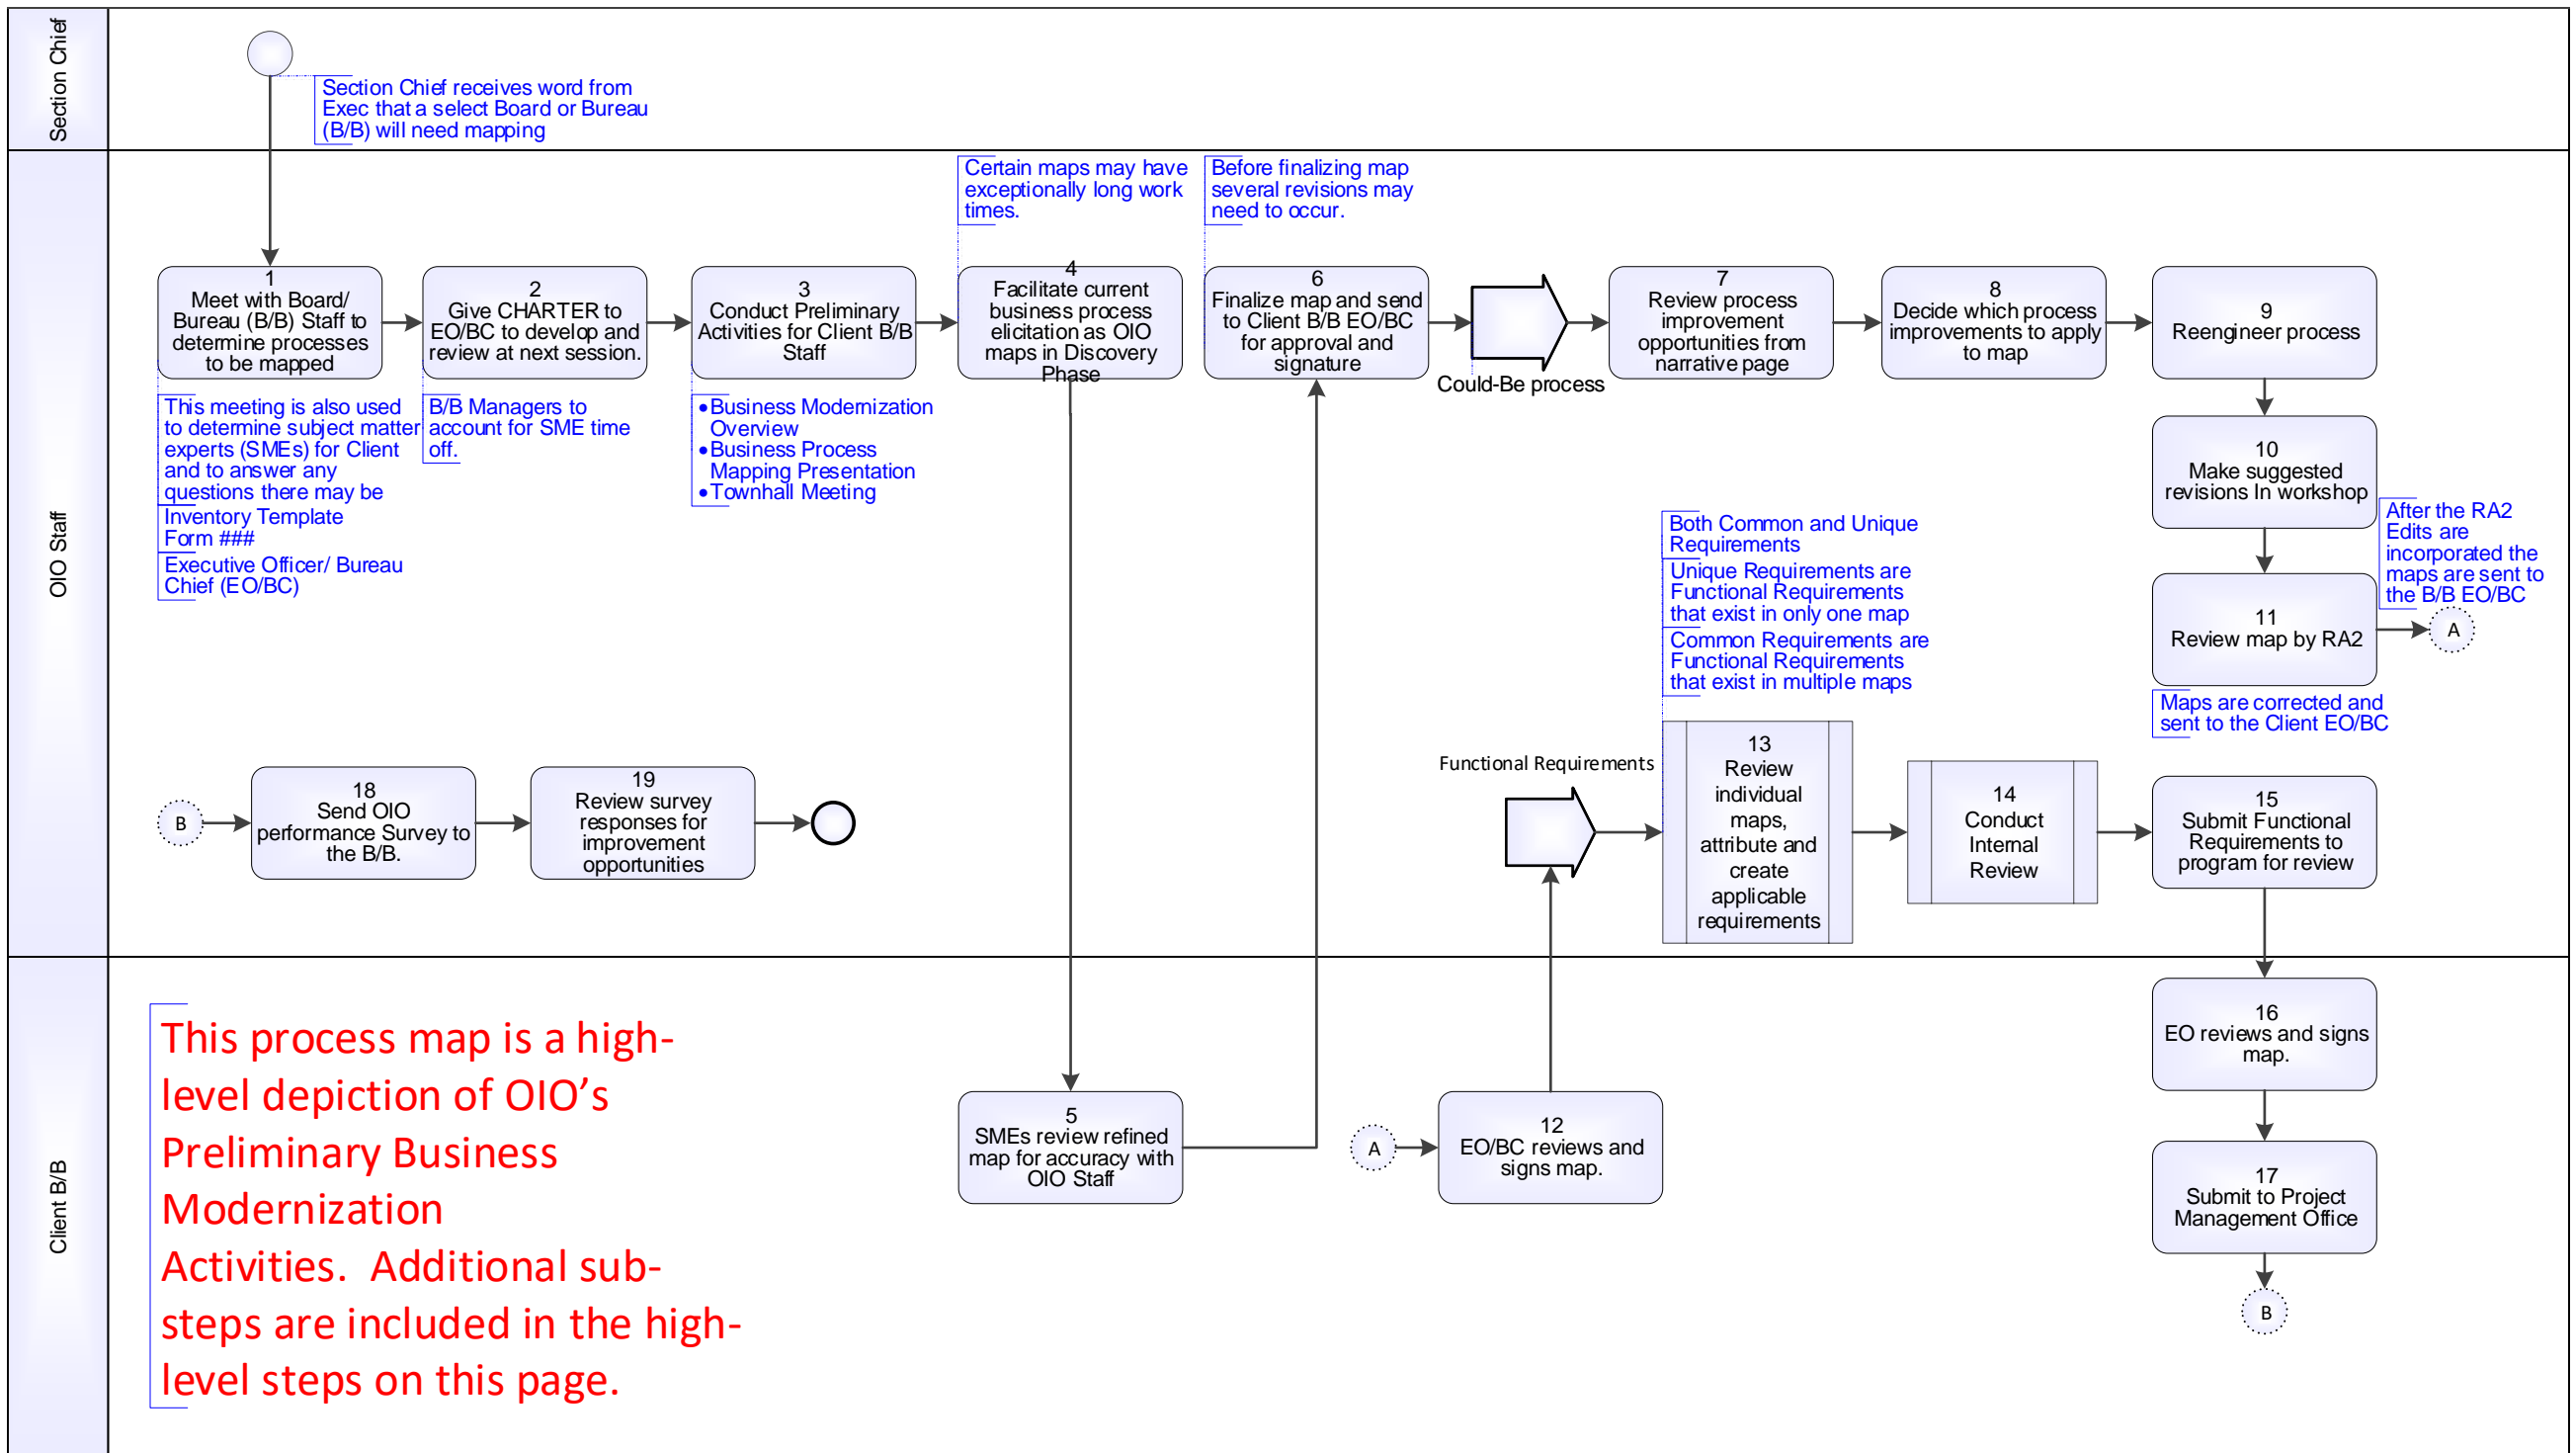 Section Chief
Section Chief receives word from
Exec that a select Board or Bureau
(B/B) will need mapping
OIO Staff
Certain maps may have
exceptionally long work
times.
Before finalizing map
several revisions may
need to occur.
1
Meet with Board/
Bureau (B/B) Staff to
determine processes
to be mapped
2
Give CHARTER to
EO/BC to develop and
review at next session.
3
Conduct Preliminary
Activities for Client B/B
Staff
4
Facilitate current
business process
elicitation as OIO
maps in Discovery
Phase
6
Finalize map and send
to Client B/B EO/BC
for approval and
signature
Could-Be process
7
Review process
improvement
opportunities from
narrative page
8
Decide which process
improvements to apply
to map
9
Reengineer process
This meeting is also used
to determine subject matter
experts (SMEs) for Client
and to answer any
questions there may be
Inventory Template
Form ###
Executive Officer/ Bureau
Chief (EO/BC)
B/B Managers to
account for SME time
off.
•Business Modernization
Overview
•Business Process
Mapping Presentation
•Townhall Meeting
10
Make suggested
revisions In workshop
After the RA2
Edits are
incorporated the
maps are sent to
the B/B EO/BC
11
Review map by RA2
A
Maps are corrected and
sent to the Client EO/BC
Both Common and Unique
Requirements
Unique Requirements are
Functional Requirements
that exist in only one map
Common Requirements are
Functional Requirements
that exist in multiple maps
B
18
Send OIO
performance Survey to
the B/B.
19
Review survey
responses for
improvement
opportunities
Functional Requirements
13
Review
individual
maps,
attribute and
create
applicable
requirements
14
Conduct
Internal
Review
15
Submit Functional
Requirements to
program for review
Client B/B
This process map is a high-
level depiction of OIO’s
Preliminary Business
Modernization
Activities.  Additional sub-
steps are included in the high-
level steps on this page.
5
SMEs review refined
map for accuracy with
OIO Staff
A
12
EO/BC reviews and
signs map.
16
EO reviews and signs
map.
17
Submit to Project
Management Office
B